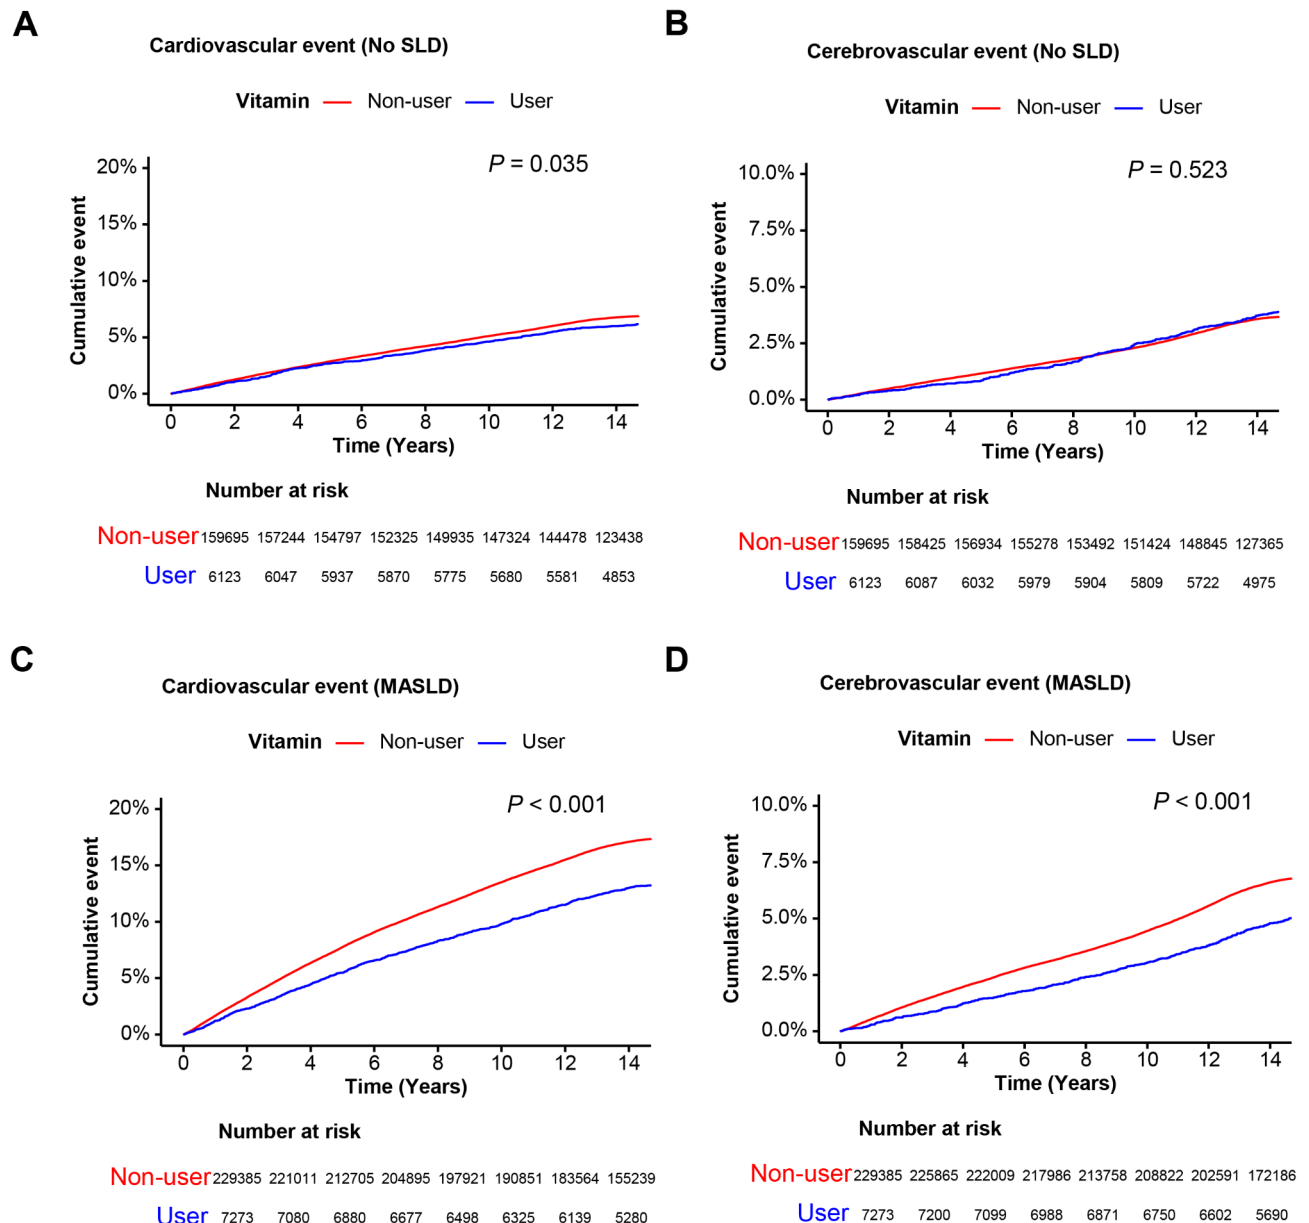 A
Cardiovascular event (No SLD)
Vitamin Non-user User
P = 0.035
20%
15%
10%
5%
0%
Cumulative event
0 2 4 6 8 10 12 14
Time (Years)
Number at risk
Non-user 159695 157244 154797 152325 149935 147324 144478 123438
User 6123 6047 5937 5870 5775 5680 5581 4853
B
Cerebrovascular event (No SLD)
Vitamin Non-user User
P = 0.523
10.0%
7.5%
5.0%
2.5%
0.0%
Cumulative event
0 2 4 6 8 10 12 14
Time (Years)
Number at risk
Non-user 159695 158425 156934 155278 153492 151424 148845 127365
User 6123 6087 6032 5979 5904 5809 5722 4975
C
Cardiovascular event (MASLD)
Vitamin Non-user User
P < 0.001
20%
15%
10%
5%
0%
Cumulative event
0 2 4 6 8 10 12 14
Time (Years)
Number at risk
Non-user 229385 221011 212705 204895 197921 190851 183564 155239
User 7273 7080 6880 6677 6498 6325 6139 5280
D
Cerebrovascular event (MASLD)
Vitamin Non-user User
P < 0.001
10.0%
7.5%
5.0%
2.5%
0.0%
Cumulative event
0 2 4 6 8 10 12 14
Time (Years)
Number at risk
Non-user 229385 225865 222009 217986 213758 208822 202591 172186
User 7273 7200 7099 6988 6871 6750 6602 5690